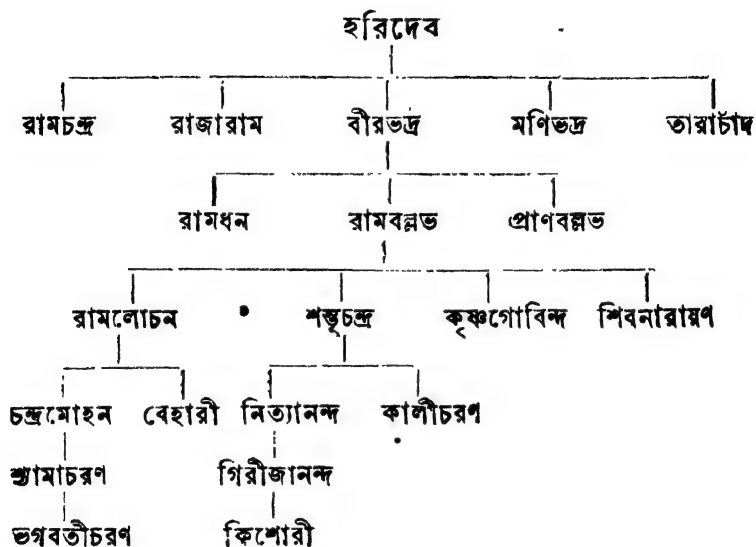 হরিদেব
রামচন্দ্র রাজারাম বীরভদ্র মণিভদ্র তারাচাঁদ
রামধন রামবল্লভ প্রাণবল্লভ
রামলোচন শম্ভূচন্দ্র কৃষ্ণগোবিন্দ শিবনারায়ণ
চন্দ্রমোহন বেহারী নিত্যানন্দ কালীচরণ
শ্যামাচরণ গিরীজানন্দ
ভগবতীচরণ কিশোরী